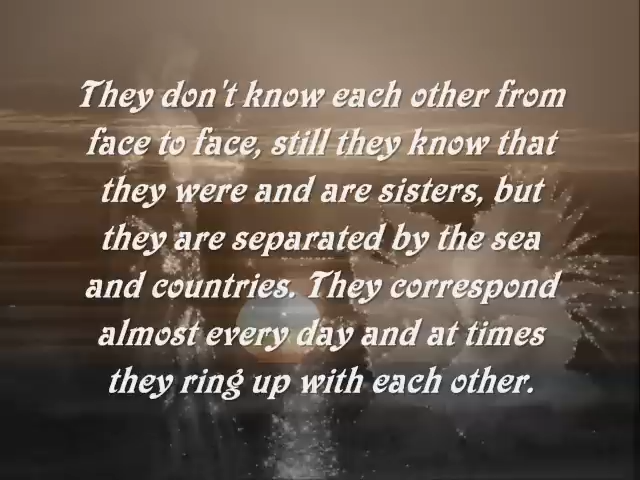 They don't know each other from
face to face, still they know that
they were and are sisters, but
they are separated by the sea
and countries. They correspond
almost every day and at times
they ring up with each other.